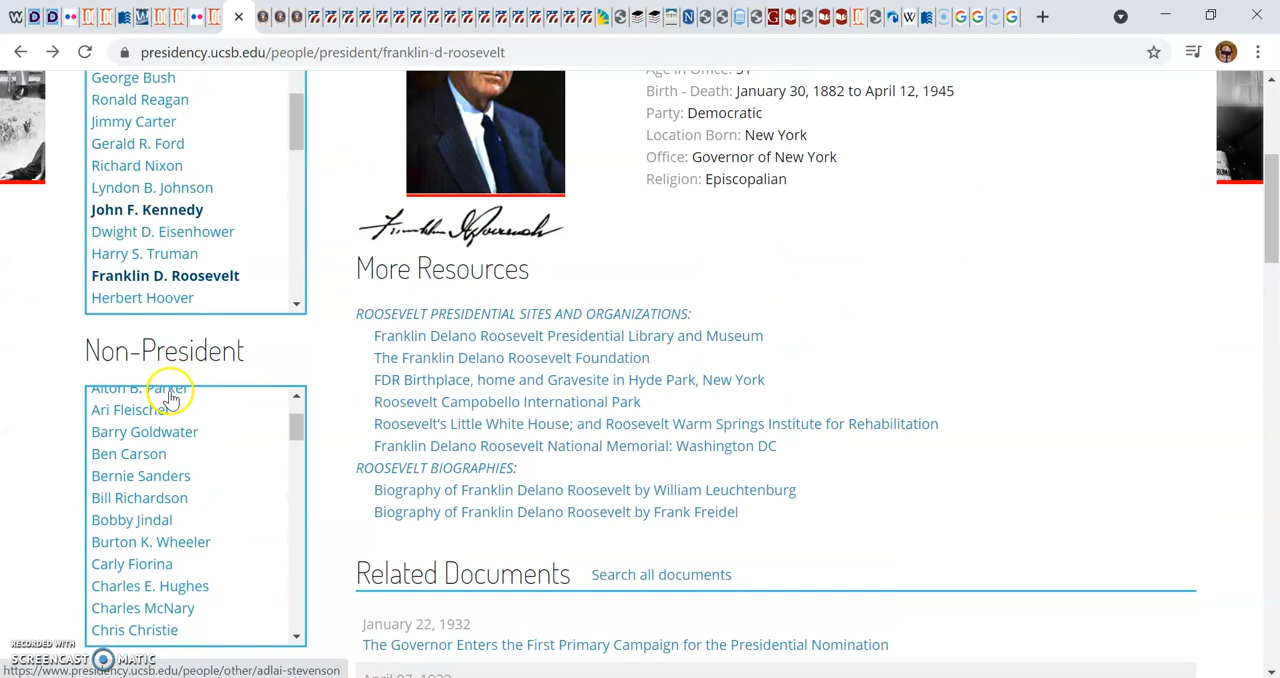 presidency.ucsb.edu/people/president/franklin-d-roosevelt
George Bush
Ronald Reagan
Jimmy Carter
Gerald R. Ford
Richard Nixon
Lyndon B. Johnson
John F. Kennedy
Dwight D. Eisenhower
Harry S. Truman
Franklin D. Roosevelt
Herbert Hoover
Non-President
Alton B. Parker
Ari Fleischer
Barry Goldwater
Ben Carson
Bernie Sanders
Bill Richardson
Bobby Jindal
Burton K. Wheeler
Carly Fiorina
Charles E. Hughes
Charles McNary
Chris Christie
Birth - Death: January 30, 1882 to April 12, 1945
Party: Democratic
Location Born: New York
Office: Governor of New York
Religion: Episcopalian
More Resources
ROOSEVELT PRESIDENTIAL SITES AND ORGANIZATIONS:
Franklin Delano Roosevelt Presidential Library and Museum
The Franklin Delano Roosevelt Foundation
FDR Birthplace, home and Gravesite in Hyde Park, New York
Roosevelt Campobello International Park
Roosevelt's Little White House; and Roosevelt Warm Springs Institute for Rehabilitation
Franklin Delano Roosevelt National Memorial: Washington DC
ROOSEVELT BIOGRAPHIES:
Biography of Franklin Delano Roosevelt by William Leuchtenburg
Biography of Franklin Delano Roosevelt by Frank Freidel
Related Documents Search all documents
January 22, 1932
The Governor Enters the First Primary Campaign for the Presidential Nomination
RECORDED WITH
SCREENCAST MATIC
https://www.presidency.ucsb.edu/people/other/adlai-stevenson